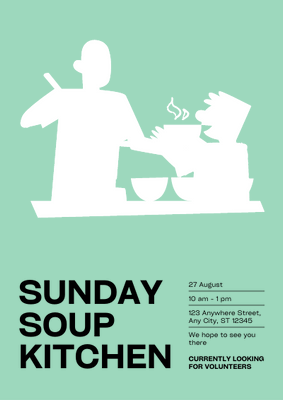 SUNDAY
SOUP
KITCHEN
27 August
10 am - 1 pm
123 Anywhere Street,
Any City, ST 12345
We hope to see you
there
CURRENTLY LOOKING
FOR VOLUNTEERS